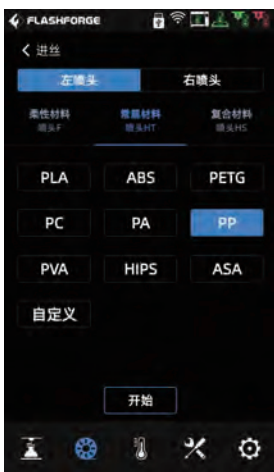 FLASHFORGE
进丝
左喷头 右喷头
柔性材料 常规材料 复合材料
喷头F 喷头HT 喷头HS
PLA ABS PETG
PC PA PP
PVA HIPS ASA
自定义
开始